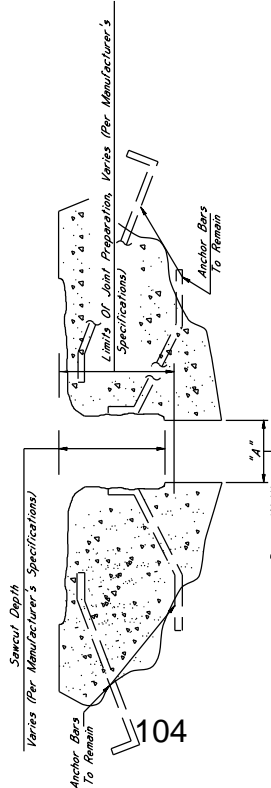 Sawcut Depth
Varies (Per Manufacturer's Specifications)
Limits Of Joint Preparation, Varies (Per Manufacturer's
Specifications)
Anchor Bars
To Remain
Anchor Bars
To Remain
"A"
104